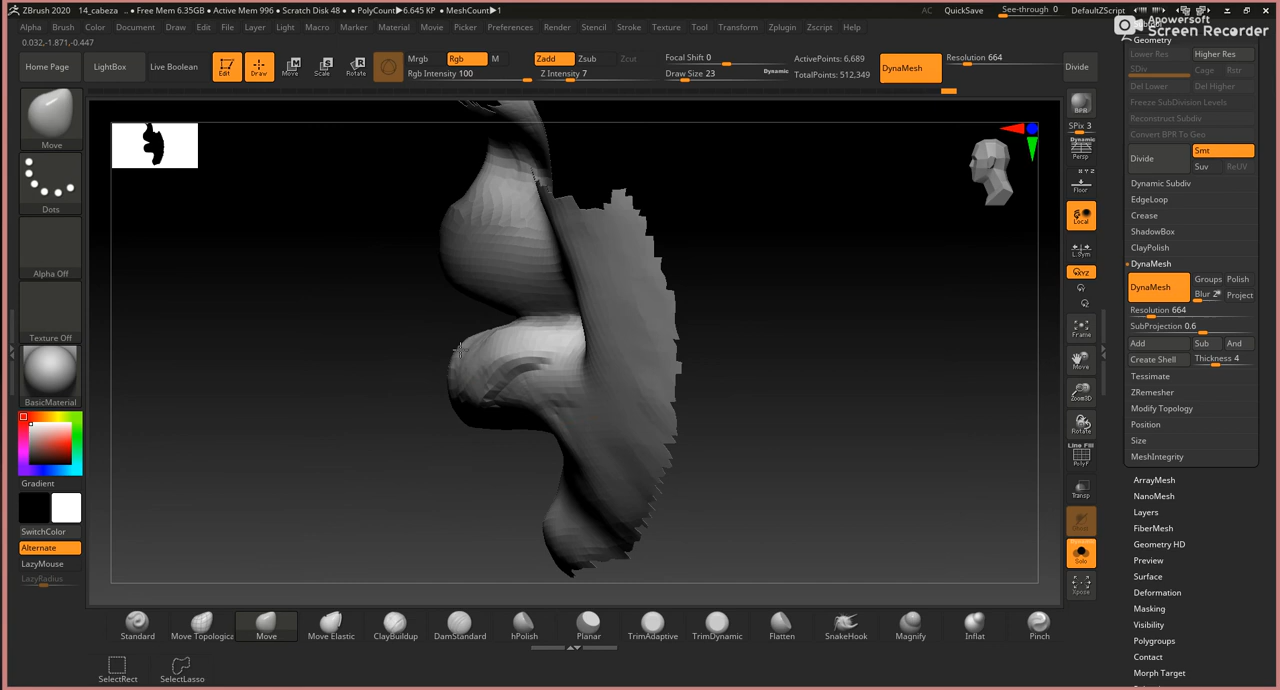 ZBrush 2020 14_cabeza .. • Free Mem 6.35GB • Active Mem 996 • Scratch Disk 48 • PolyCount▶6.645 KP • MeshCount▶1
AC QuickSave See-through 0 DefaultZScript
Apowersoft
Screen Recorder
Alpha Brush Color Document Draw Edit File Layer Light Macro Marker Material Movie Picker Preferences Render Stencil Stroke Texture Tool Transform Zplugin Zscript Help
0.032,-1.871,-0.447
Home Page LightBox Live Boolean
Edit Draw Move Scale Rotate
Mrgb Rgb M
Rgb Intensity 100
Zadd Zsub Zcut
Z Intensity 7
Focal Shift 0
Draw Size 23 Dynamic
ActivePoints: 6,689
TotalPoints: 512,349
DynaMesh
Resolution 664
Divide
Move
Dots
Alpha Off
Texture Off
BasicMaterial
Gradient
SwitchColor
Alternate
LazyMouse
LazyRadius
BPR
SPix 3
Dynamic
Persp
Floor
Local
L.Sym
XYZ
Frame
Move
Zoom3D
Rotate
Line Fill
PolyF
Transp
Ghost
Solo
Xpose
Geometry
Lower Res Higher Res
SDiv Cage Rstr
Del Lower Del Higher
Freeze SubDivision Levels
Reconstruct Subdiv
Convert BPR To Geo
Divide Smt
Suv ReUV
Dynamic Subdiv
EdgeLoop
Crease
ShadowBox
ClayPolish
DynaMesh
DynaMesh Groups Polish
Blur 2 Project
Resolution 664
SubProjection 0.6
Add Sub And
Create Shell Thickness 4
Tessimate
ZRemesher
Modify Topology
Position
Size
MeshIntegrity
ArrayMesh
NanoMesh
Layers
FiberMesh
Geometry HD
Preview
Surface
Deformation
Masking
Visibility
Polygroups
Contact
Morph Target
Standard Move Topologica Move Move Elastic ClayBuildup DamStandard hPolish Planar TrimAdaptive TrimDynamic Flatten SnakeHook Magnify Inflat Pinch
SelectRect SelectLasso